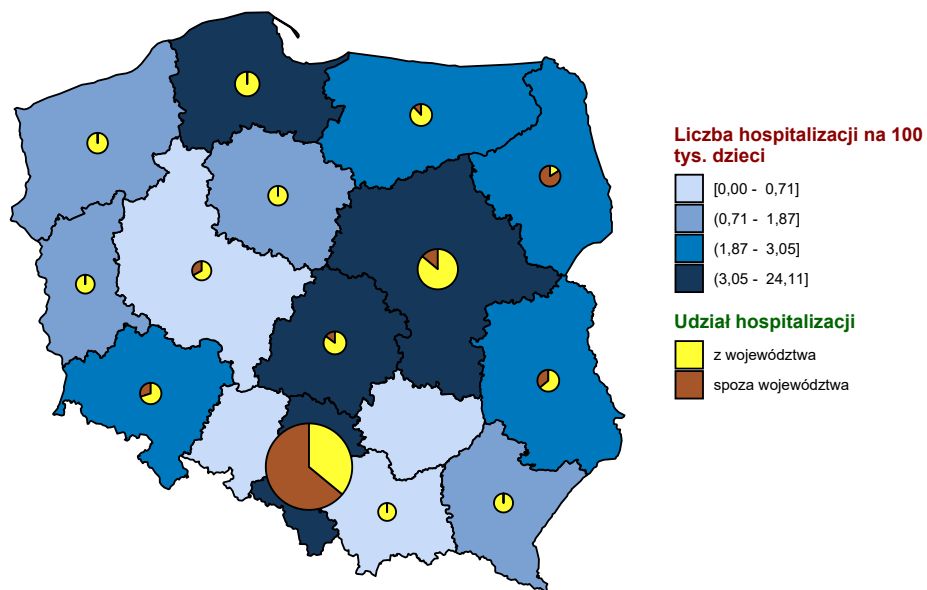 Liczba hospitalizacji na 100
tys. dzieci
[0,00 - 0,71]
(0,71 - 1,87]
(1,87 - 3,05]
(3,05 - 24,11]
Udział hospitalizacji
z województwa
spoza województwa